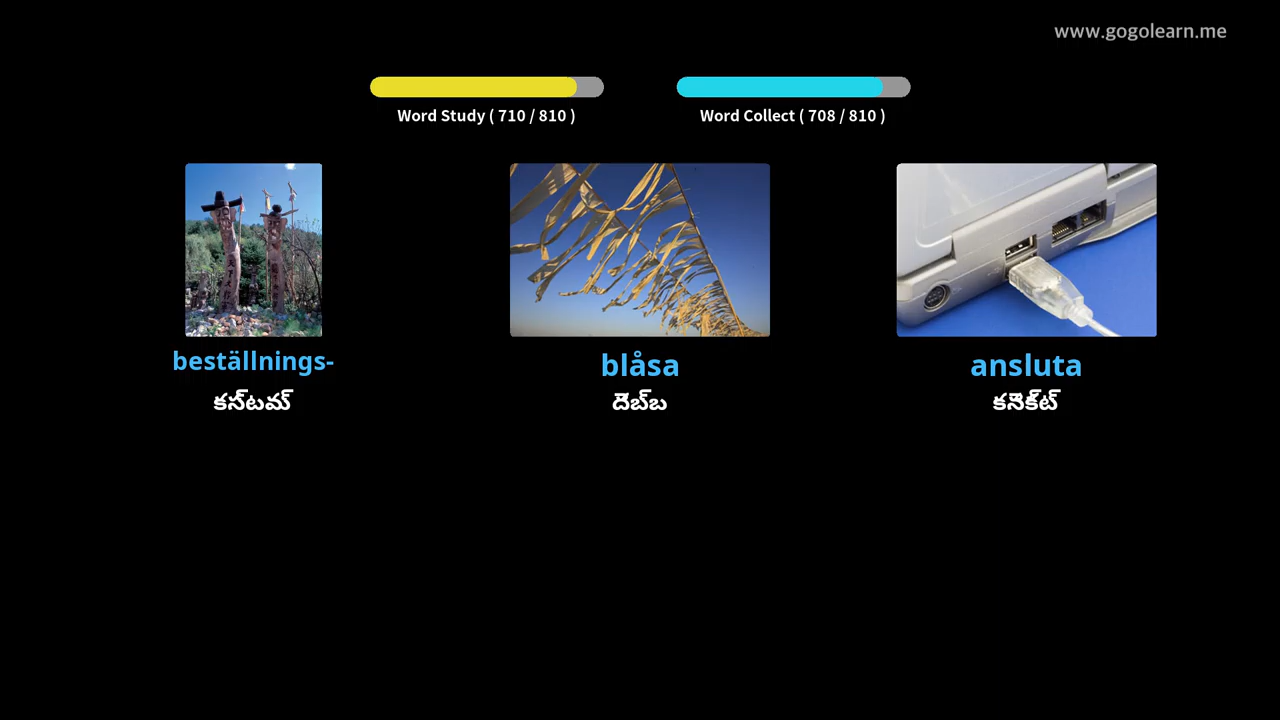 www.gogolearn.me
Word Study ( 710 / 810 )
Word Collect ( 708 / 810 )
beställnings-
blåsa
ansluta
కస్టమ్
దెబ్బ
కనెక్ట్